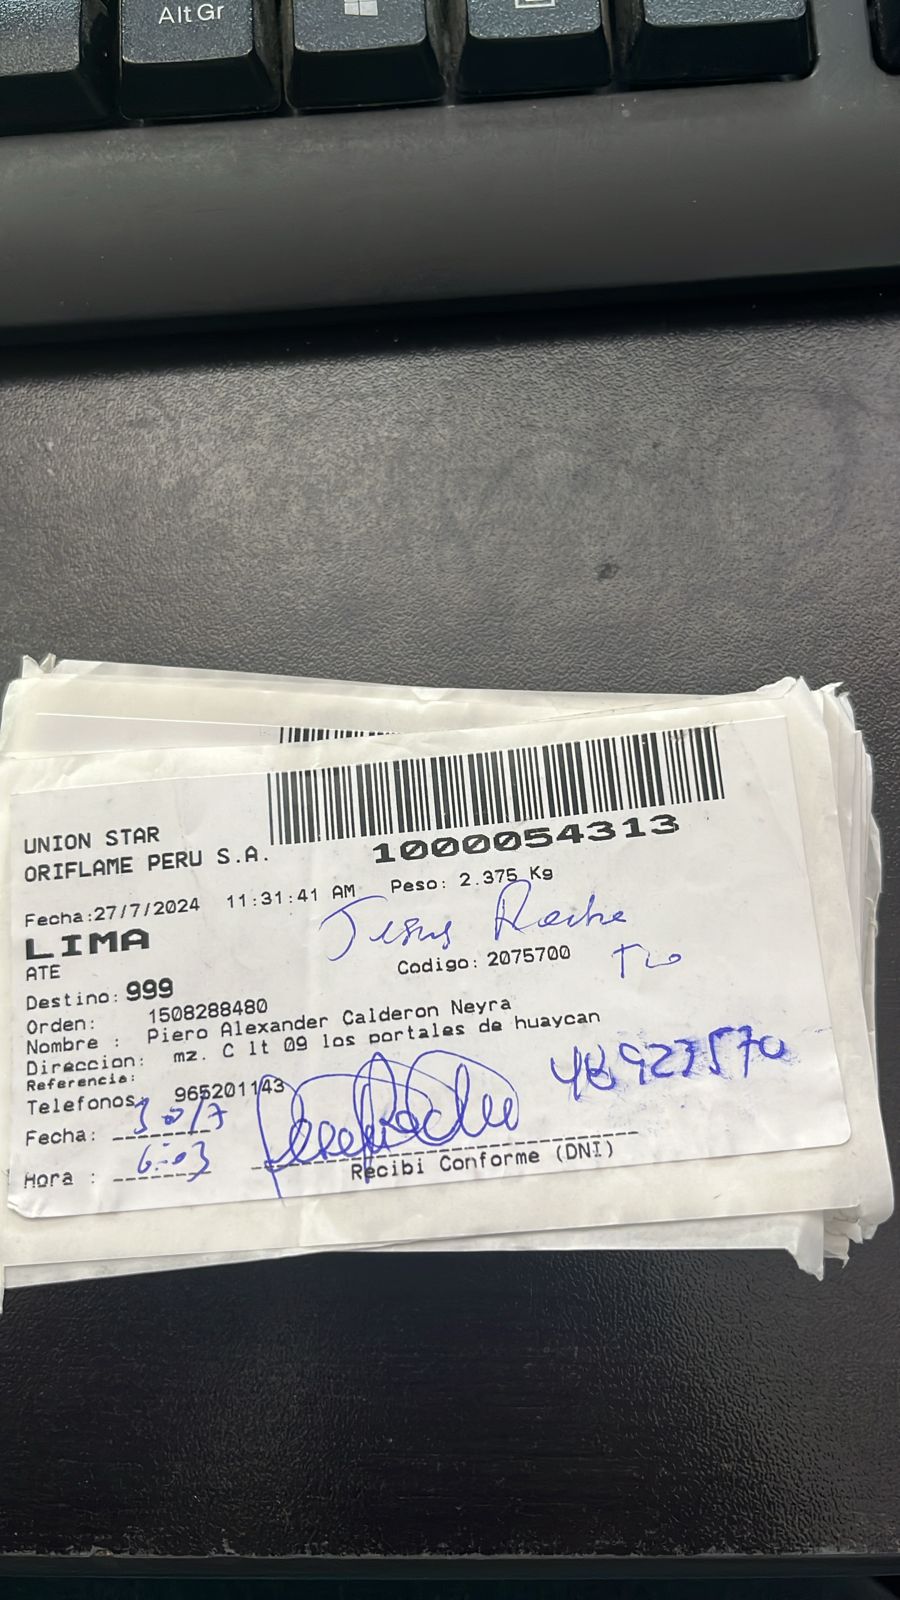 Alt Gr
UNION STAR
ORIFLAME PERU S.A.
1000054313
Fecha:27/7/2024 11:31:41 AM Peso: 2.375 Kg
LIMA
Jesus
ATE
Codigo: 2075700 Tio
Destino: 999
Orden: 1508288480
Nombre : Piero Alexander Calderon Neyra
Direccion: mz. C lt 09 los portales de huaycan
Referencia:
Telefonos: 965201143
Fecha: 30/7
Hora : 6:03
Recibi Conforme (DNI)